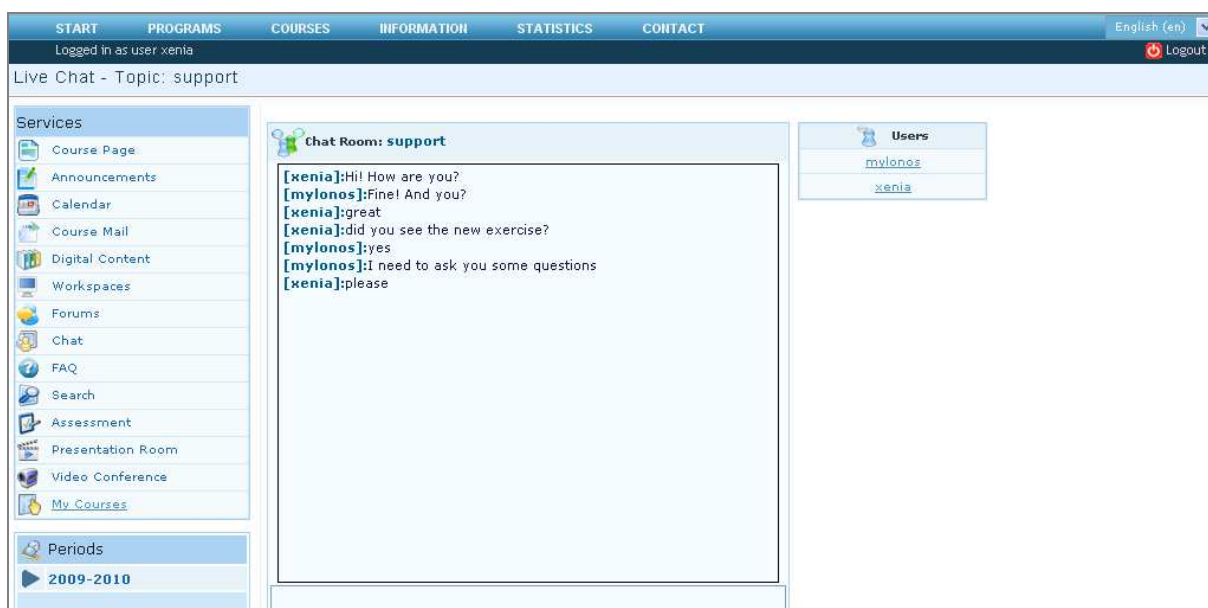 START PROGRAMS COURSES INFORMATION STATISTICS CONTACT English (en)
Logged in as user xenia Logout
Live Chat - Topic: support
Services
Course Page
Announcements
Calendar
Course Mail
Digital Content
Workspaces
Forums
Chat
FAQ
Search
Assessment
Presentation Room
Video Conference
My Courses
Periods
2009-2010
Chat Room: support
[xenia]:Hi! How are you?
[mylonos]:Fine! And you?
[xenia]:great
[xenia]:did you see the new exercise?
[mylonos]:yes
[mylonos]:I need to ask you some questions
[xenia]:please
Users
mylonos
xenia